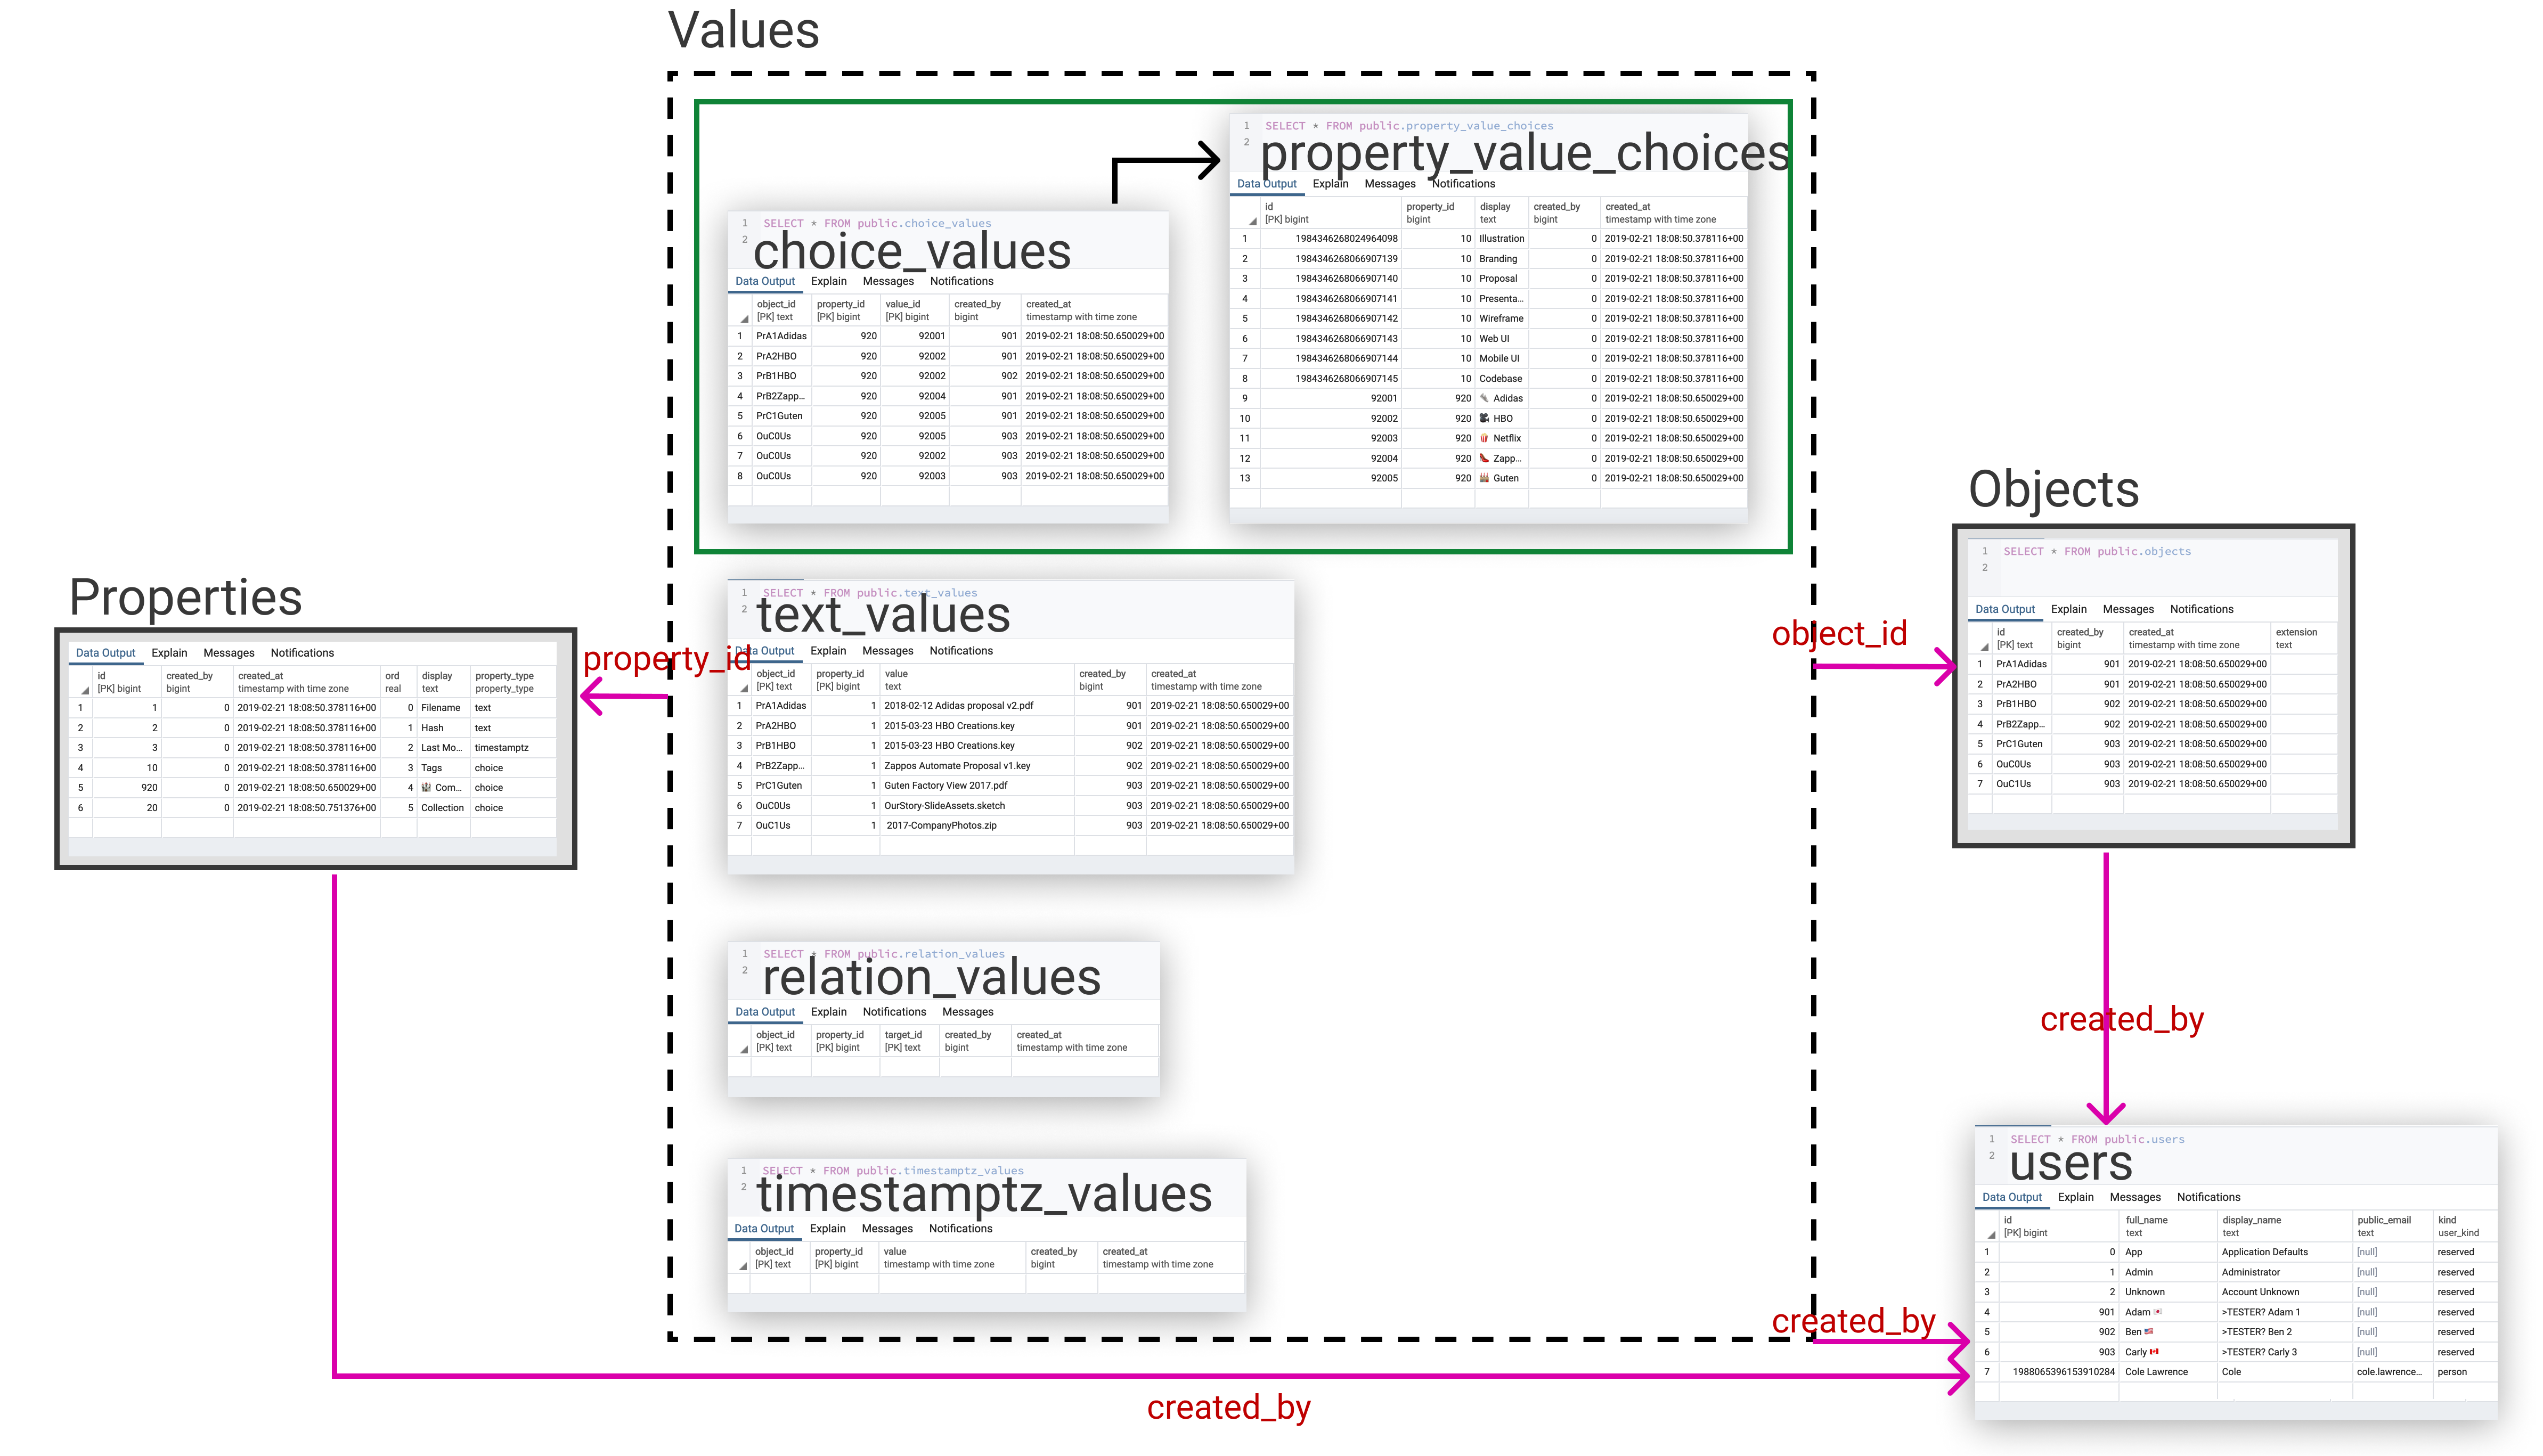 Values
1 SELECT * FROM public.property_value_choices
2
property_value_choices
Data Output Explain Messages Notifications
id property_id display created_by created_at
[PK] bigint bigint text bigint timestamp with time zone
1 1984346268024964098 10 Illustration 0 2019-02-21 18:08:50.378116+00
2 1984346268066907139 10 Branding 0 2019-02-21 18:08:50.378116+00
3 1984346268066907140 10 Proposal 0 2019-02-21 18:08:50.378116+00
4 1984346268066907141 10 Presenta... 0 2019-02-21 18:08:50.378116+00
5 1984346268066907142 10 Wireframe 0 2019-02-21 18:08:50.378116+00
6 1984346268066907143 10 Web UI 0 2019-02-21 18:08:50.378116+00
7 1984346268066907144 10 Mobile UI 0 2019-02-21 18:08:50.378116+00
8 1984346268066907145 10 Codebase 0 2019-02-21 18:08:50.378116+00
9 92001 920 Adidas 0 2019-02-21 18:08:50.650029+00
10 92002 920 HBO 0 2019-02-21 18:08:50.650029+00
11 92003 920 Netflix 0 2019-02-21 18:08:50.650029+00
12 92004 920 Zapp... 0 2019-02-21 18:08:50.650029+00
13 92005 920 Guten 0 2019-02-21 18:08:50.650029+00
1 SELECT * FROM public.choice_values
2
choice_values
Data Output Explain Messages Notifications
object_id property_id value_id created_by created_at
[PK] text [PK] bigint [PK] bigint bigint timestamp with time zone
1 PrA1Adidas 920 92001 901 2019-02-21 18:08:50.650029+00
2 PrA2HBO 920 92002 901 2019-02-21 18:08:50.650029+00
3 PrB1HBO 920 92002 902 2019-02-21 18:08:50.650029+00
4 PrB2Zapp... 920 92004 901 2019-02-21 18:08:50.650029+00
5 PrC1Guten 920 92005 901 2019-02-21 18:08:50.650029+00
6 OuC0Us 920 92005 903 2019-02-21 18:08:50.650029+00
7 OuC0Us 920 92002 903 2019-02-21 18:08:50.650029+00
8 OuC0Us 920 92003 903 2019-02-21 18:08:50.650029+00
Properties
Data Output Explain Messages Notifications
id created_by created_at ord display property_type
[PK] bigint bigint timestamp with time zone real text property_type
1 1 0 2019-02-21 18:08:50.378116+00 0 Filename text
2 2 0 2019-02-21 18:08:50.378116+00 1 Hash text
3 3 0 2019-02-21 18:08:50.378116+00 2 Last Mo... timestamptz
4 10 0 2019-02-21 18:08:50.378116+00 3 Tags choice
5 920 0 2019-02-21 18:08:50.650029+00 4 Com... choice
6 20 0 2019-02-21 18:08:50.751376+00 5 Collection choice
property_id
1 SELECT * FROM public.text_values
2
text_values
Data Output Explain Messages Notifications
object_id property_id value created_by created_at
[PK] text [PK] bigint text bigint timestamp with time zone
1 PrA1Adidas 1 2018-02-12 Adidas proposal v2.pdf 901 2019-02-21 18:08:50.650029+00
2 PrA2HBO 1 2015-03-23 HBO Creations.key 901 2019-02-21 18:08:50.650029+00
3 PrB1HBO 1 2015-03-23 HBO Creations.key 902 2019-02-21 18:08:50.650029+00
4 PrB2Zapp... 1 Zappos Automate Proposal v1.key 902 2019-02-21 18:08:50.650029+00
5 PrC1Guten 1 Guten Factory View 2017.pdf 903 2019-02-21 18:08:50.650029+00
6 OuC0Us 1 OurStory-SlideAssets.sketch 903 2019-02-21 18:08:50.650029+00
7 OuC1Us 1 2017-CompanyPhotos.zip 903 2019-02-21 18:08:50.650029+00
object_id
Objects
1 SELECT * FROM public.objects
2
Data Output Explain Messages Notifications
id created_by created_at extension
[PK] text bigint timestamp with time zone text
1 PrA1Adidas 901 2019-02-21 18:08:50.650029+00
2 PrA2HBO 901 2019-02-21 18:08:50.650029+00
3 PrB1HBO 902 2019-02-21 18:08:50.650029+00
4 PrB2Zapp... 902 2019-02-21 18:08:50.650029+00
5 PrC1Guten 903 2019-02-21 18:08:50.650029+00
6 OuC0Us 903 2019-02-21 18:08:50.650029+00
7 OuC1Us 903 2019-02-21 18:08:50.650029+00
1 SELECT * FROM public.relation_values
2
relation_values
Data Output Explain Notifications Messages
object_id property_id target_id created_by created_at
[PK] text [PK] bigint [PK] text bigint timestamp with time zone
created_by
1 SELECT * FROM public.timestamptz_values
2
timestamptz_values
Data Output Explain Messages Notifications
object_id property_id value created_by created_at
[PK] text [PK] bigint timestamp with time zone bigint timestamp with time zone
created_by
created_by
1 SELECT * FROM public.users
2
users
Data Output Explain Messages Notifications
id full_name display_name public_email kind
[PK] bigint text text text user_kind
1 0 App Application Defaults [null] reserved
2 1 Admin Administrator [null] reserved
3 2 Unknown Account Unknown [null] reserved
4 901 Adam >TESTER? Adam 1 [null] reserved
5 902 Ben >TESTER? Ben 2 [null] reserved
6 903 Carly >TESTER? Carly 3 [null] reserved
7 1988065396153910284 Cole Lawrence Cole cole.lawrence... person